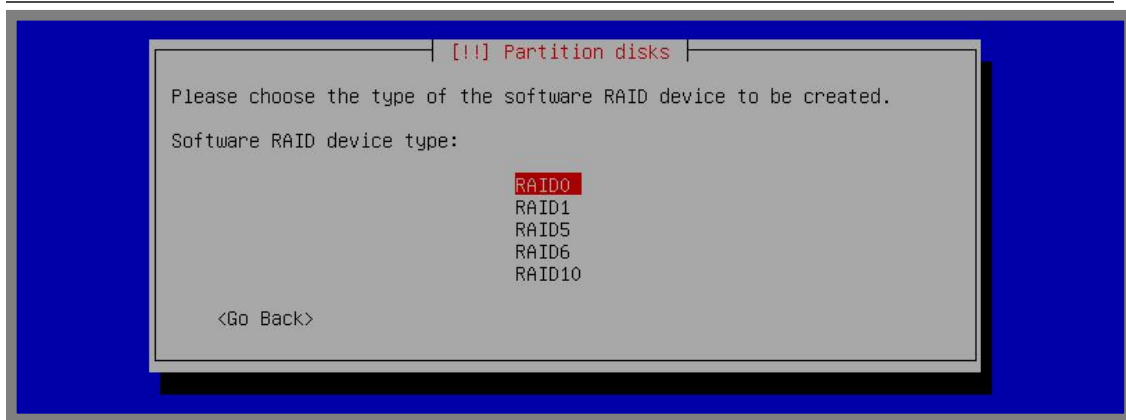 [!!] Partition disks
Please choose the type of the software RAID device to be created.
Software RAID device type:
RAID0
RAID1
RAID5
RAID6
RAID10
<Go Back>